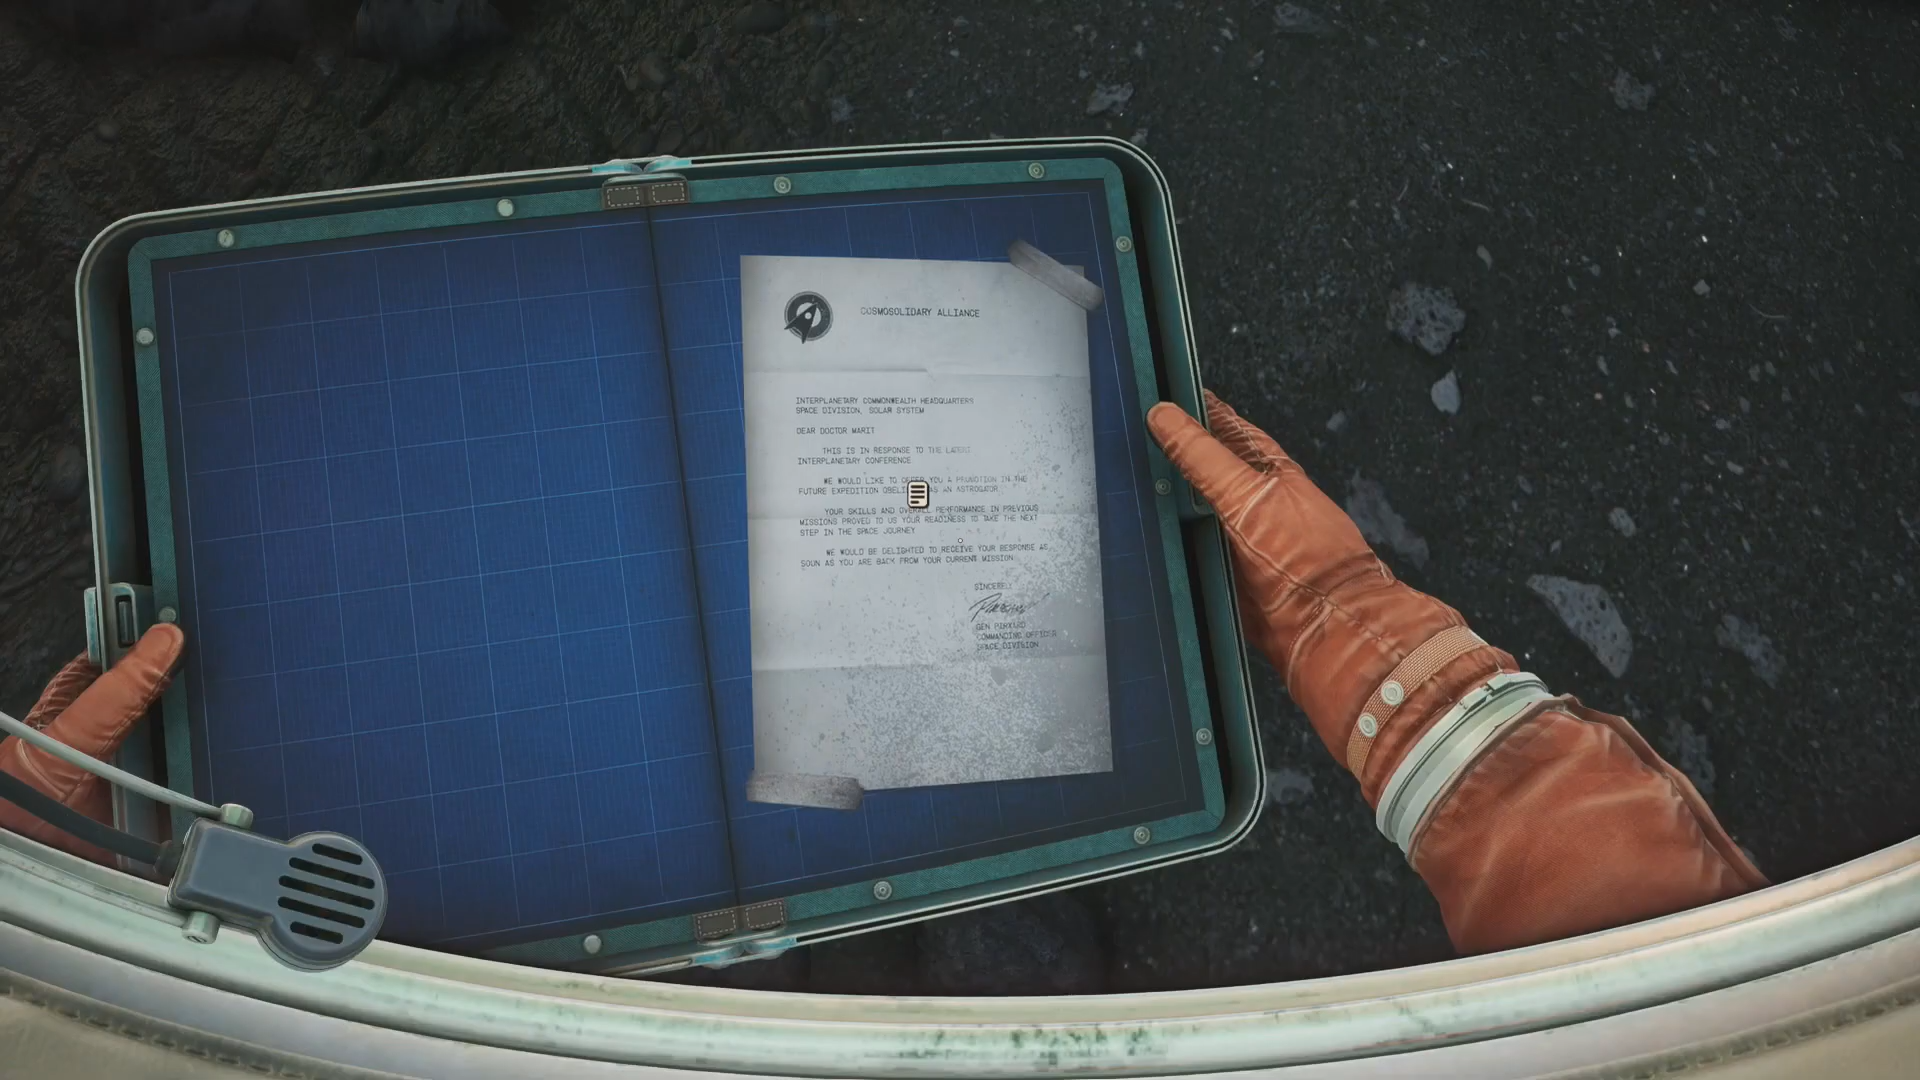 COSMOSOLIDARY ALLIANCE
INTERPLANETARY COMMONWEALTH HEADQUARTERS
SPACE DIVISION, SOLAR SYSTEM
DEAR DOCTOR MARIT
THIS IS IN RESPONSE TO THE LATEST
INTERPLANETARY CONFERENCE
WE WOULD LIKE TO OFFER YOU A PROMOTION IN THE
FUTURE EXPEDITION AS AN ASTROGATOR.
YOUR SKILLS AND OVERALL PERFORMANCE IN PREVIOUS
MISSIONS PROVED TO US YOUR READINESS TO TAKE THE NEXT
STEP IN THE SPACE JOURNEY
WE WOULD BE DELIGHTED TO RECEIVE YOUR RESPONSE AS
SOON AS YOU ARE BACK FROM YOUR CURRENT MISSION
SINCERELY
GEN PIRXARD
COMMANDING OFFICER
SPACE DIVISION